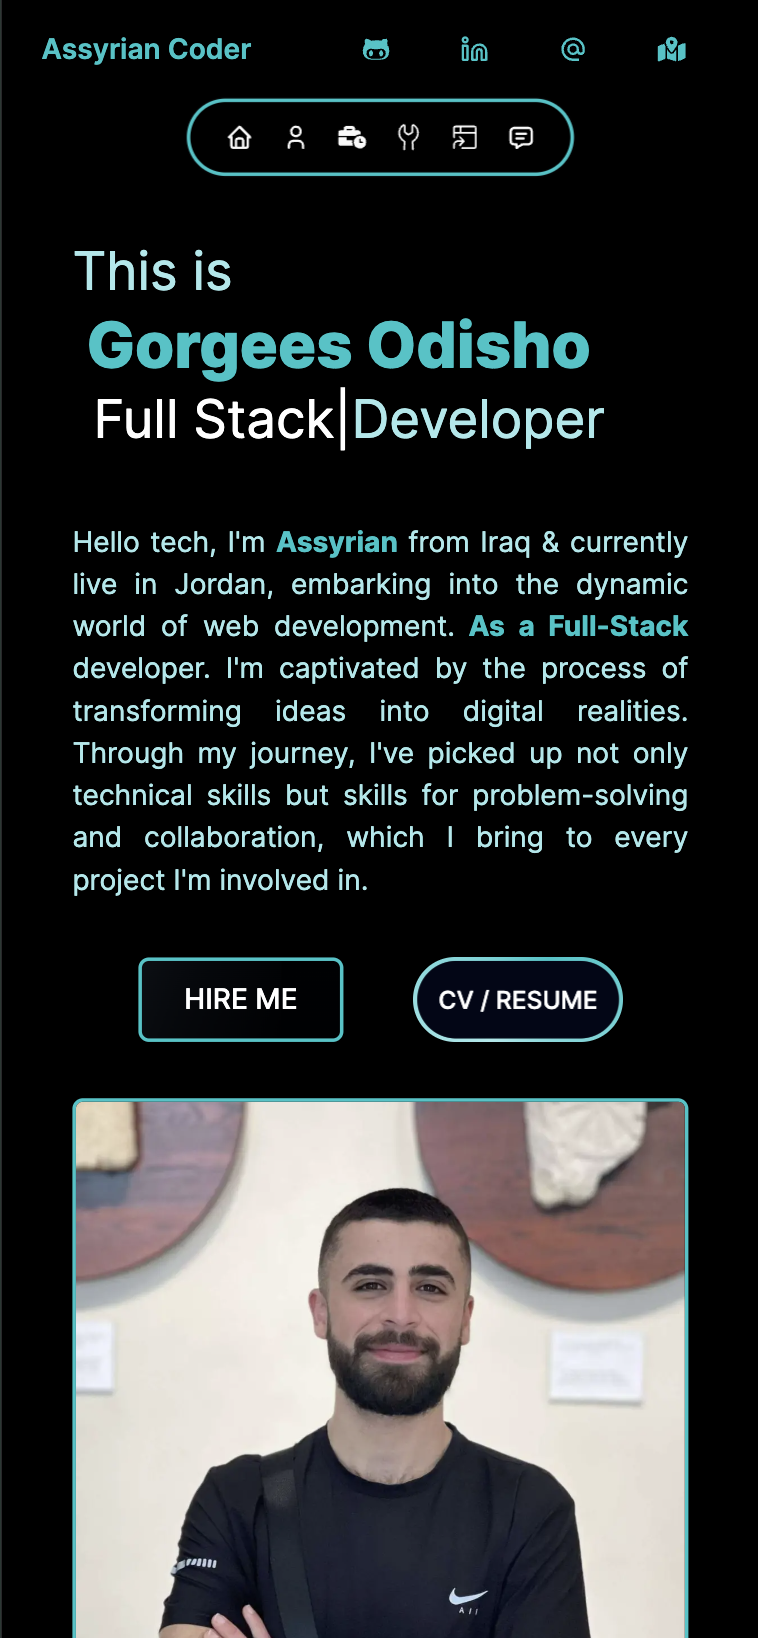 Assyrian Coder
This is
Gorgees Odisho
Full Stack|Developer
Hello tech, I'm Assyrian from Iraq & currently
live in Jordan, embarking into the dynamic
world of web development. As a Full-Stack
developer. I'm captivated by the process of
transforming ideas into digital realities.
Through my journey, I've picked up not only
technical skills but skills for problem-solving
and collaboration, which I bring to every
project I'm involved in.
HIRE ME
CV / RESUME